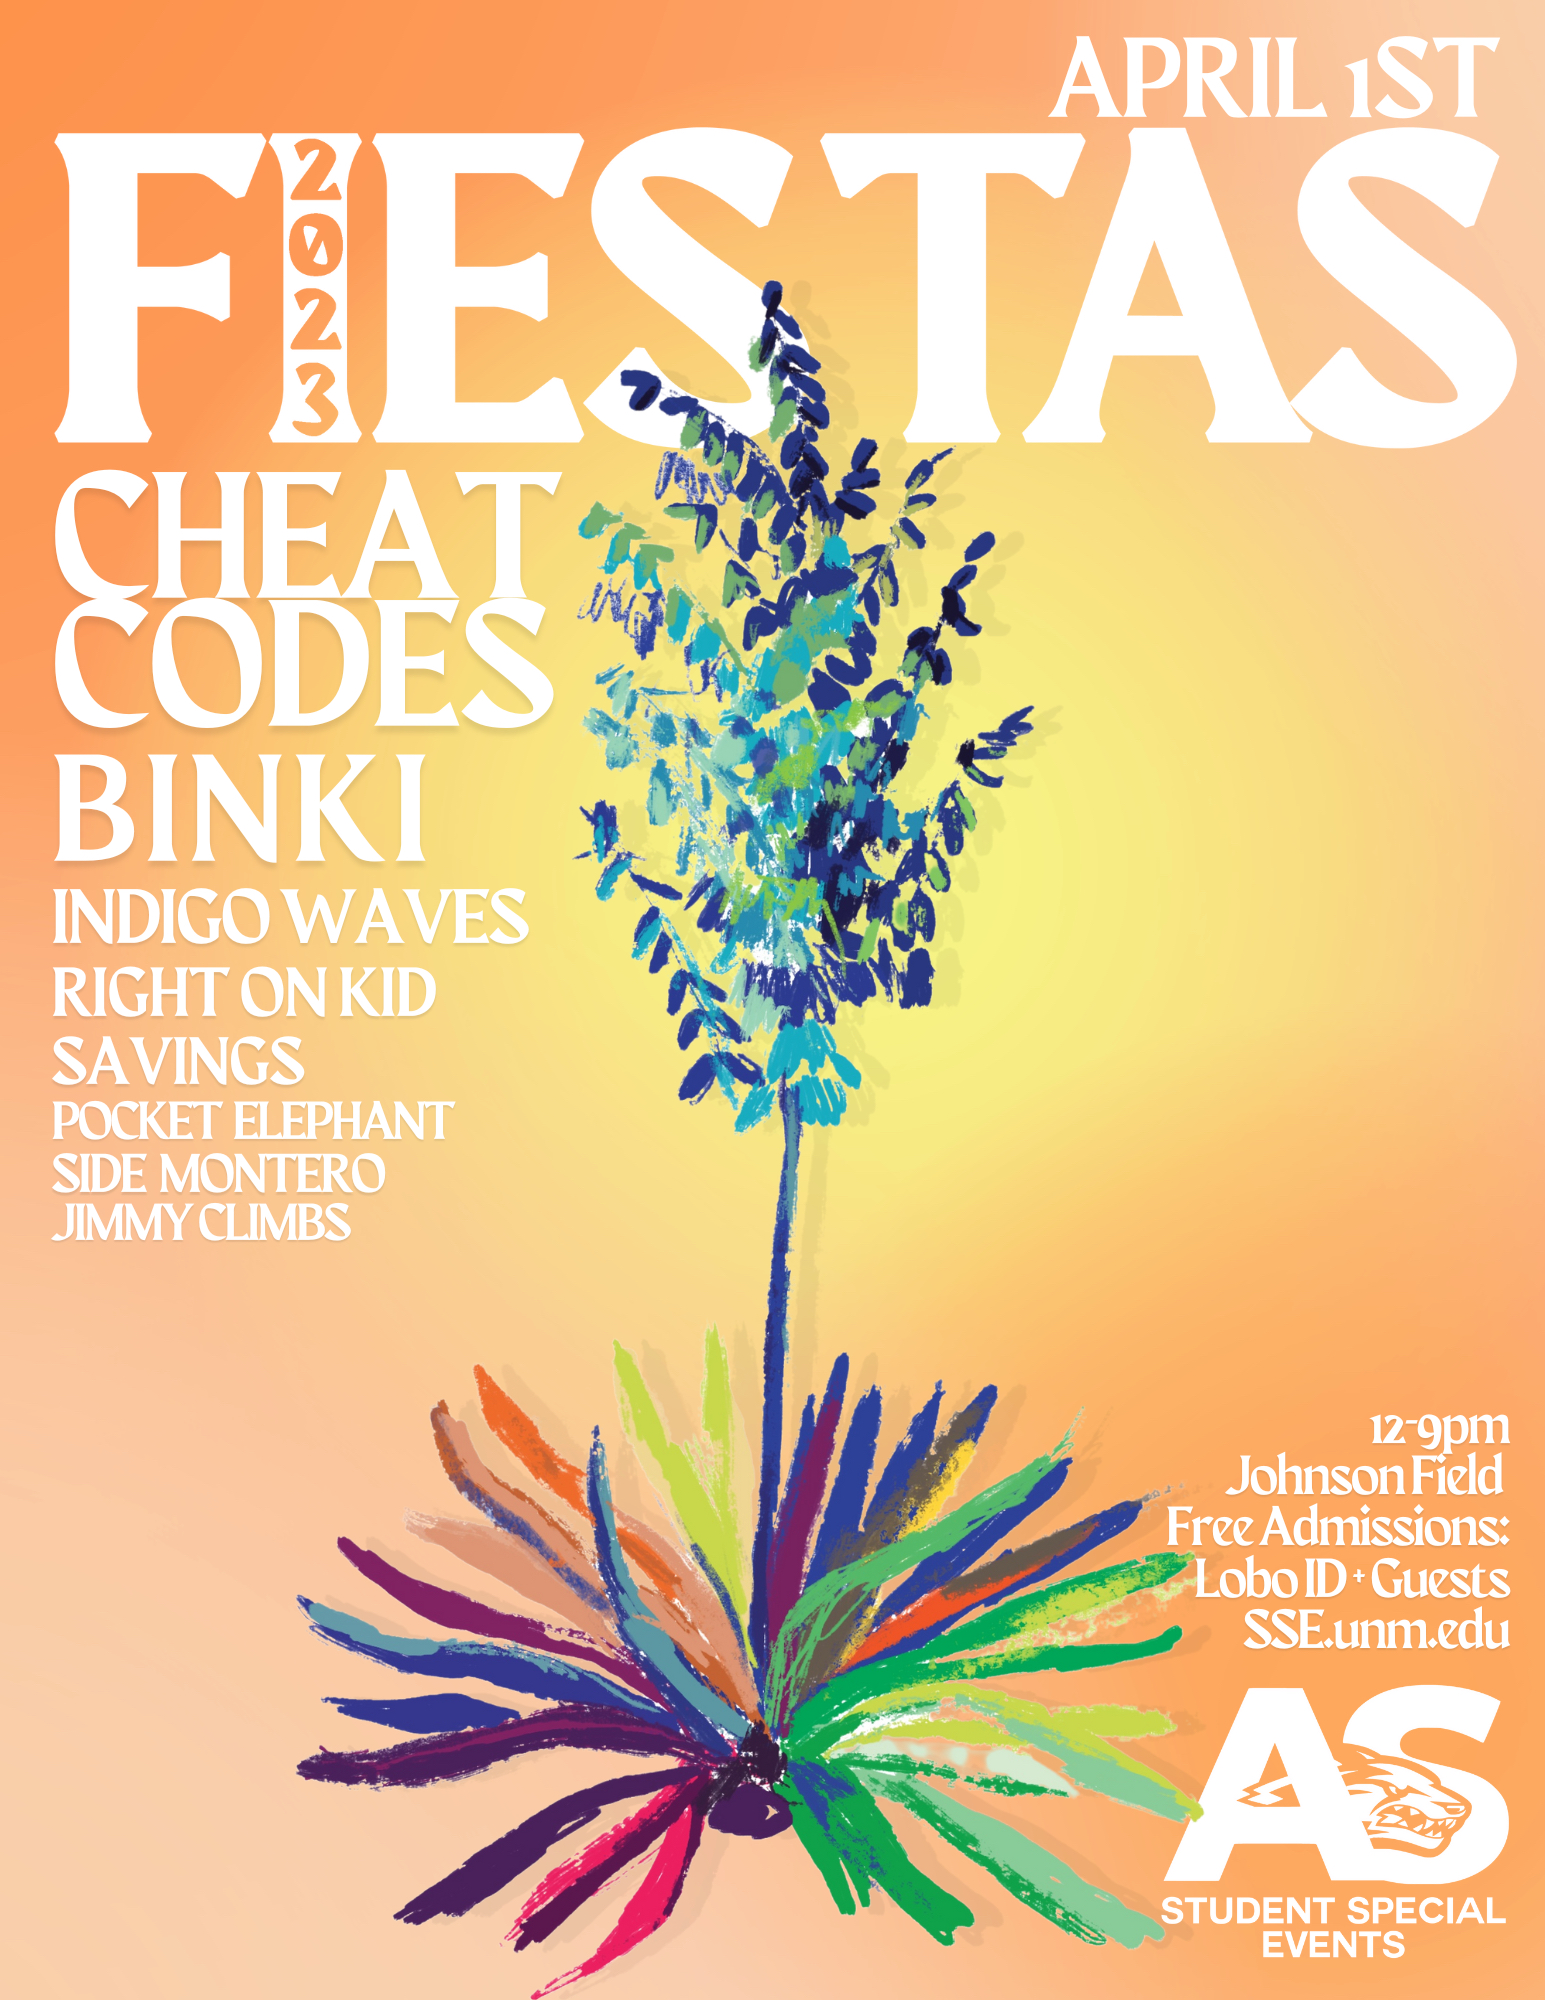 APRIL 1ST
FIESTAS
2023
CHEAT
CODES
BINKI
INDIGO WAVES
RIGHT ON KID
SAVINGS
POCKET ELEPHANT
SIDE MONTERO
JIMMY CLIMBS
12-9pm
Johnson Field
Free Admissions:
Lobo ID + Guests
SSE.unm.edu
AS
STUDENT SPECIAL
EVENTS